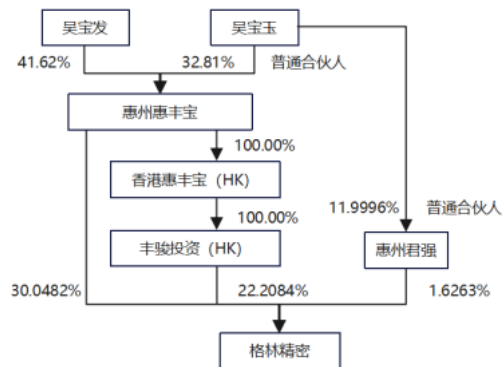 吴宝发
吴宝玉
41.62%
32.81%
普通合伙人
惠州惠丰宝
100.00%
香港惠丰宝（HK）
100.00%
11.9996%
普通合伙人
丰骏投资（HK）
惠州君强
30.0482%
22.2084%
1.6263%
格林精密